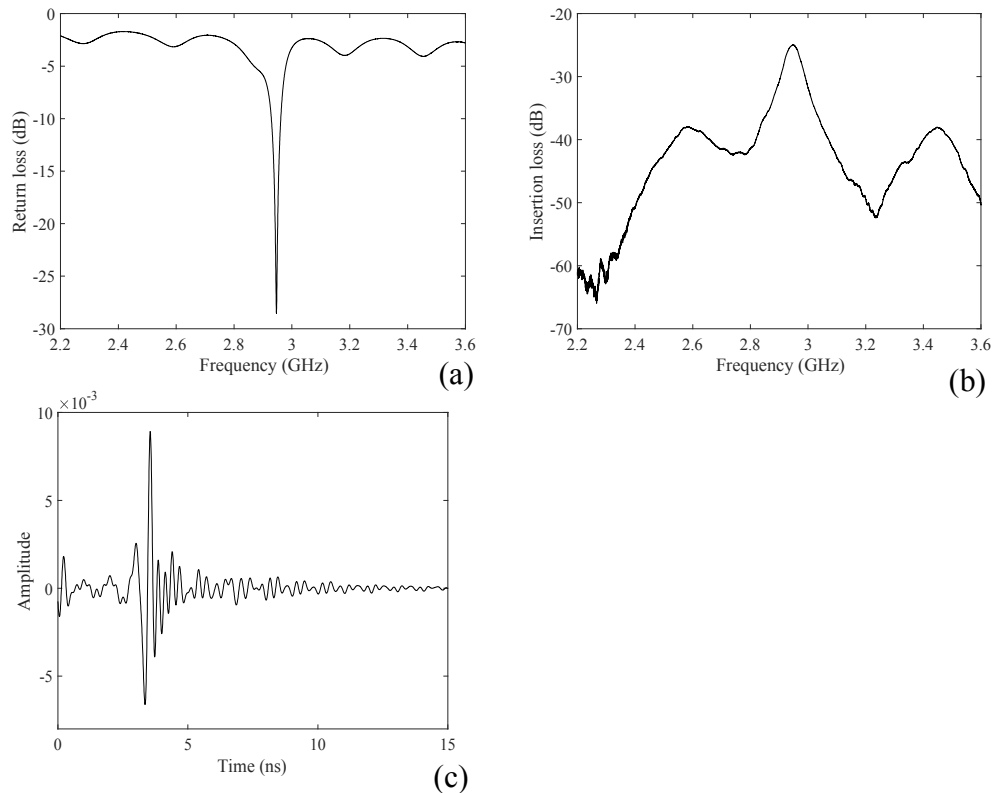 Return loss (dB)
0
-5
-10
-15
-20
-25
-30
2.2 2.4 2.6 2.8 3 3.2 3.4 3.6
Frequency (GHz)
(a)
Insertion loss (dB)
-20
-30
-40
-50
-60
-70
2.2 2.4 2.6 2.8 3 3.2 3.4 3.6
Frequency (GHz)
(b)
×10⁻³
Amplitude
10
5
0
-5
0 5 10 15
Time (ns)
(c)